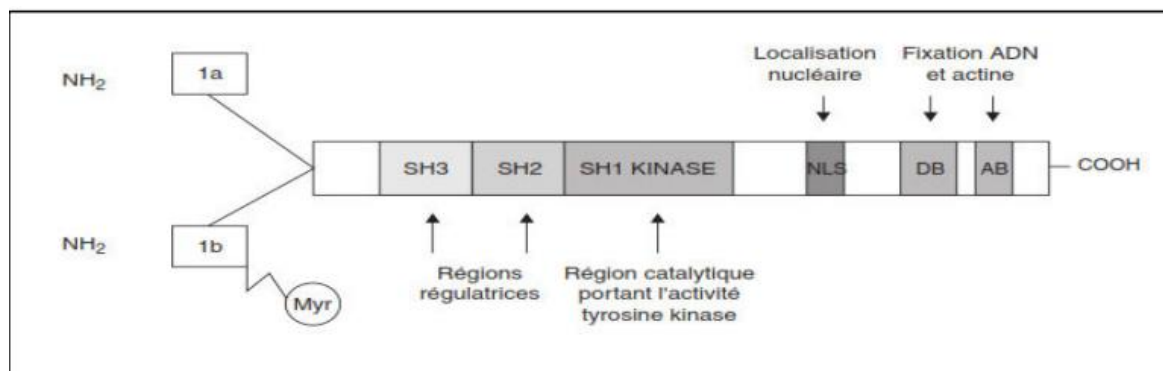 NH2
1a
Localisation
nucléaire
Fixation ADN
et actine
SH3
SH2
SH1 KINASE
NLS
DB
AB
COOH
NH2
1b
Myr
Régions
régulatrices
Région catalytique
portant l'activité
tyrosine kinase